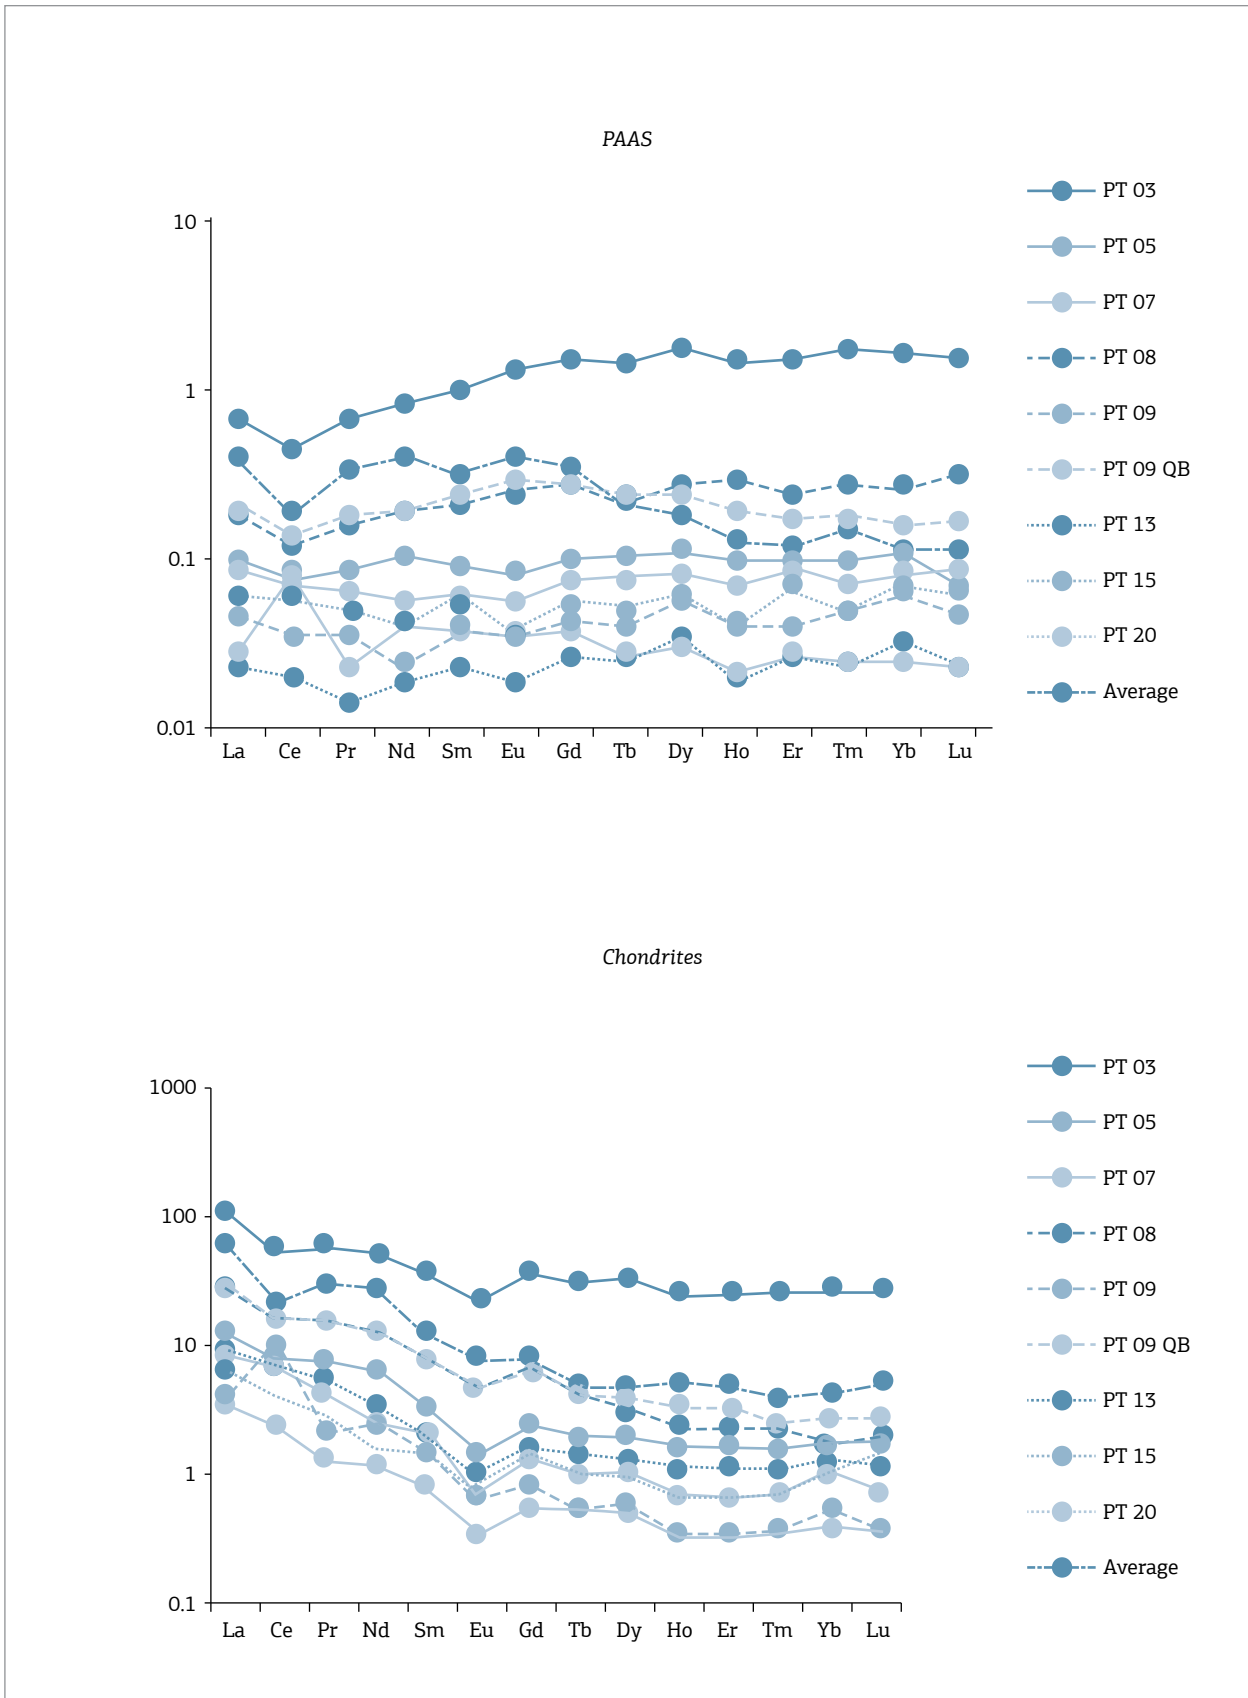 PAAS
10
1
0.1
0.01
La Ce Pr Nd Sm Eu Gd Tb Dy Ho Er Tm Yb Lu
PT 03
PT 05
PT 07
PT 08
PT 09
PT 09 QB
PT 13
PT 15
PT 20
Average
Chondrites
1000
100
10
1
0.1
La Ce Pr Nd Sm Eu Gd Tb Dy Ho Er Tm Yb Lu
PT 03
PT 05
PT 07
PT 08
PT 09
PT 09 QB
PT 13
PT 15
PT 20
Average